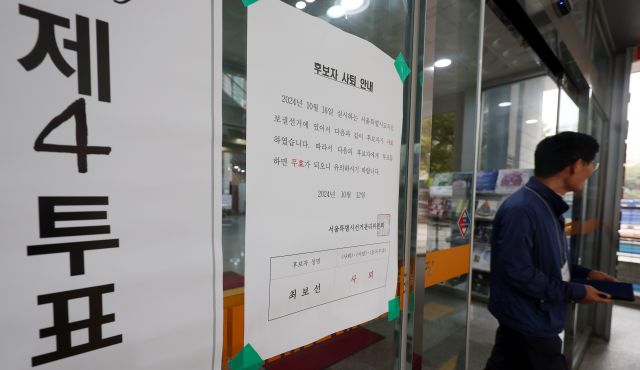 제4투표
후보자 사퇴 안내
2024년 10월 16일 실시하는 서울특별시교육감
보궐선거에 있어서 다음과 같이 후보자가 사퇴
하였습니다. 따라서 다음의 후보자에게 투표를
하면 무효가 되오니 유의하시기 바랍니다.
2024년 10월 12일
서울특별시선거관리위원회
후보자 성명
최보선
사 퇴